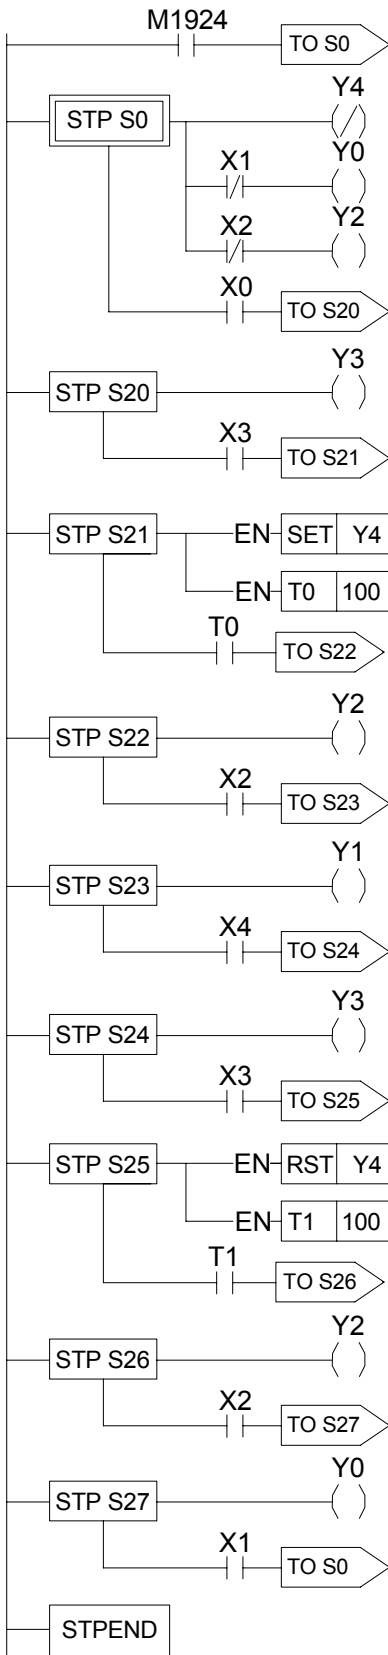 M1924
TO S0
Y4
STP S0
X1 Y0
X2 Y2
X0
TO S20
Y3
STP S20
X3
TO S21
STP S21 EN SET Y4
EN T0 100
T0
TO S22
Y2
STP S22
X2
TO S23
Y1
STP S23
X4
TO S24
Y3
STP S24
X3
TO S25
STP S25 EN RST Y4
EN T1 100
T1
TO S26
Y2
STP S26
X2
TO S27
Y0
STP S27
X1
TO S0
STPEND